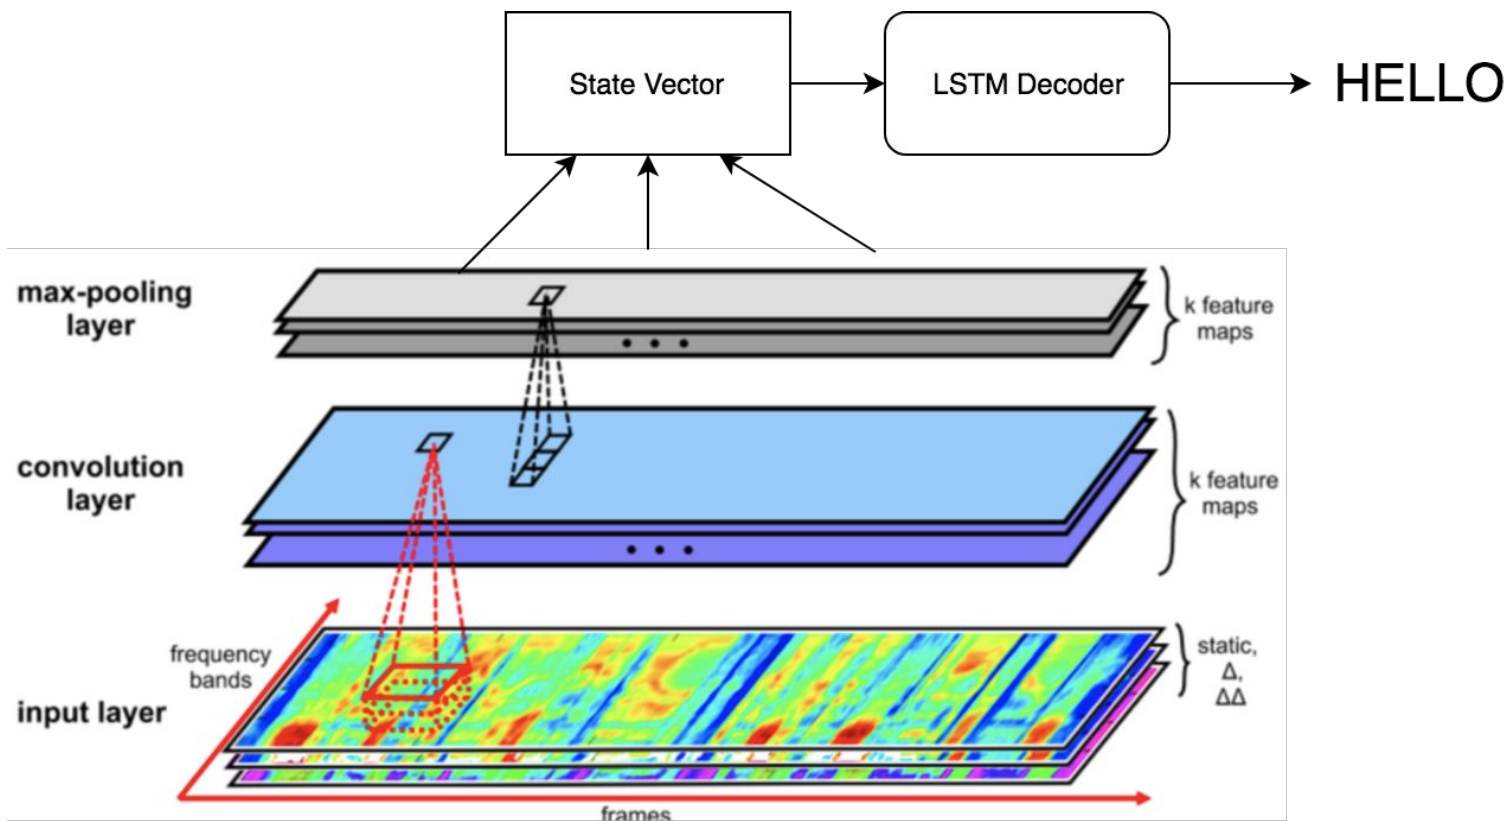 State Vector
LSTM Decoder
HELLO
max-pooling
layer
k feature
maps
convolution
layer
k feature
maps
frequency
bands
static,
Δ,
ΔΔ
input layer
frames